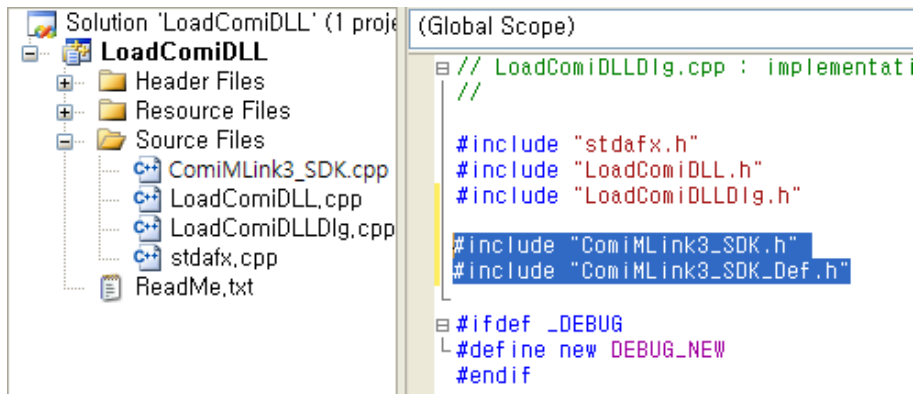 Solution 'LoadComiDLL' (1 proje
LoadComiDLL
Header Files
Resource Files
Source Files
ComiMLink3_SDK.cpp
LoadComiDLL.cpp
LoadComiDLLDlg.cpp
stdafx.cpp
ReadMe.txt
(Global Scope)
// LoadComiDLLDlg.cpp : implementati
//
#include "stdafx.h"
#include "LoadComiDLL.h"
#include "LoadComiDLLDlg.h"
#include "ComiMLink3_SDK.h"
#include "ComiMLink3_SDK_Def.h"
#ifdef _DEBUG
#define new DEBUG_NEW
#endif